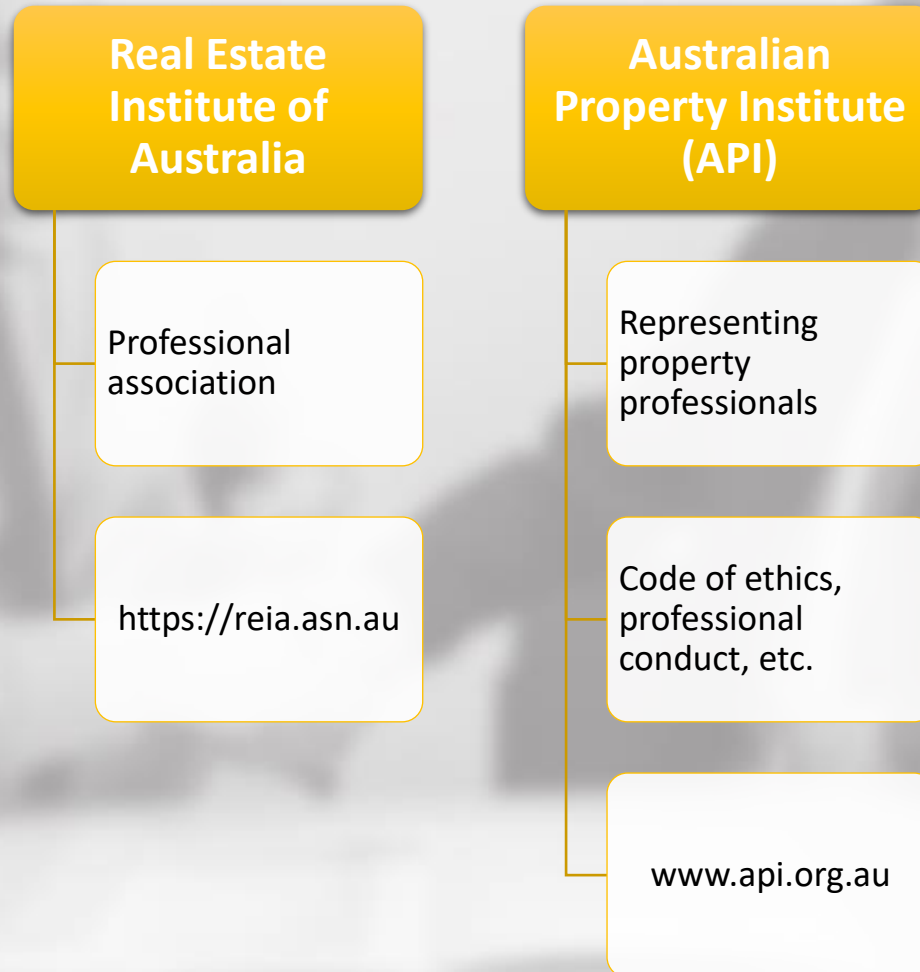 Real Estate
Institute of
Australia
Professional
association
https://reia.asn.au
Australian
Property Institute
(API)
Representing
property
professionals
Code of ethics,
professional
conduct, etc.
www.api.org.au